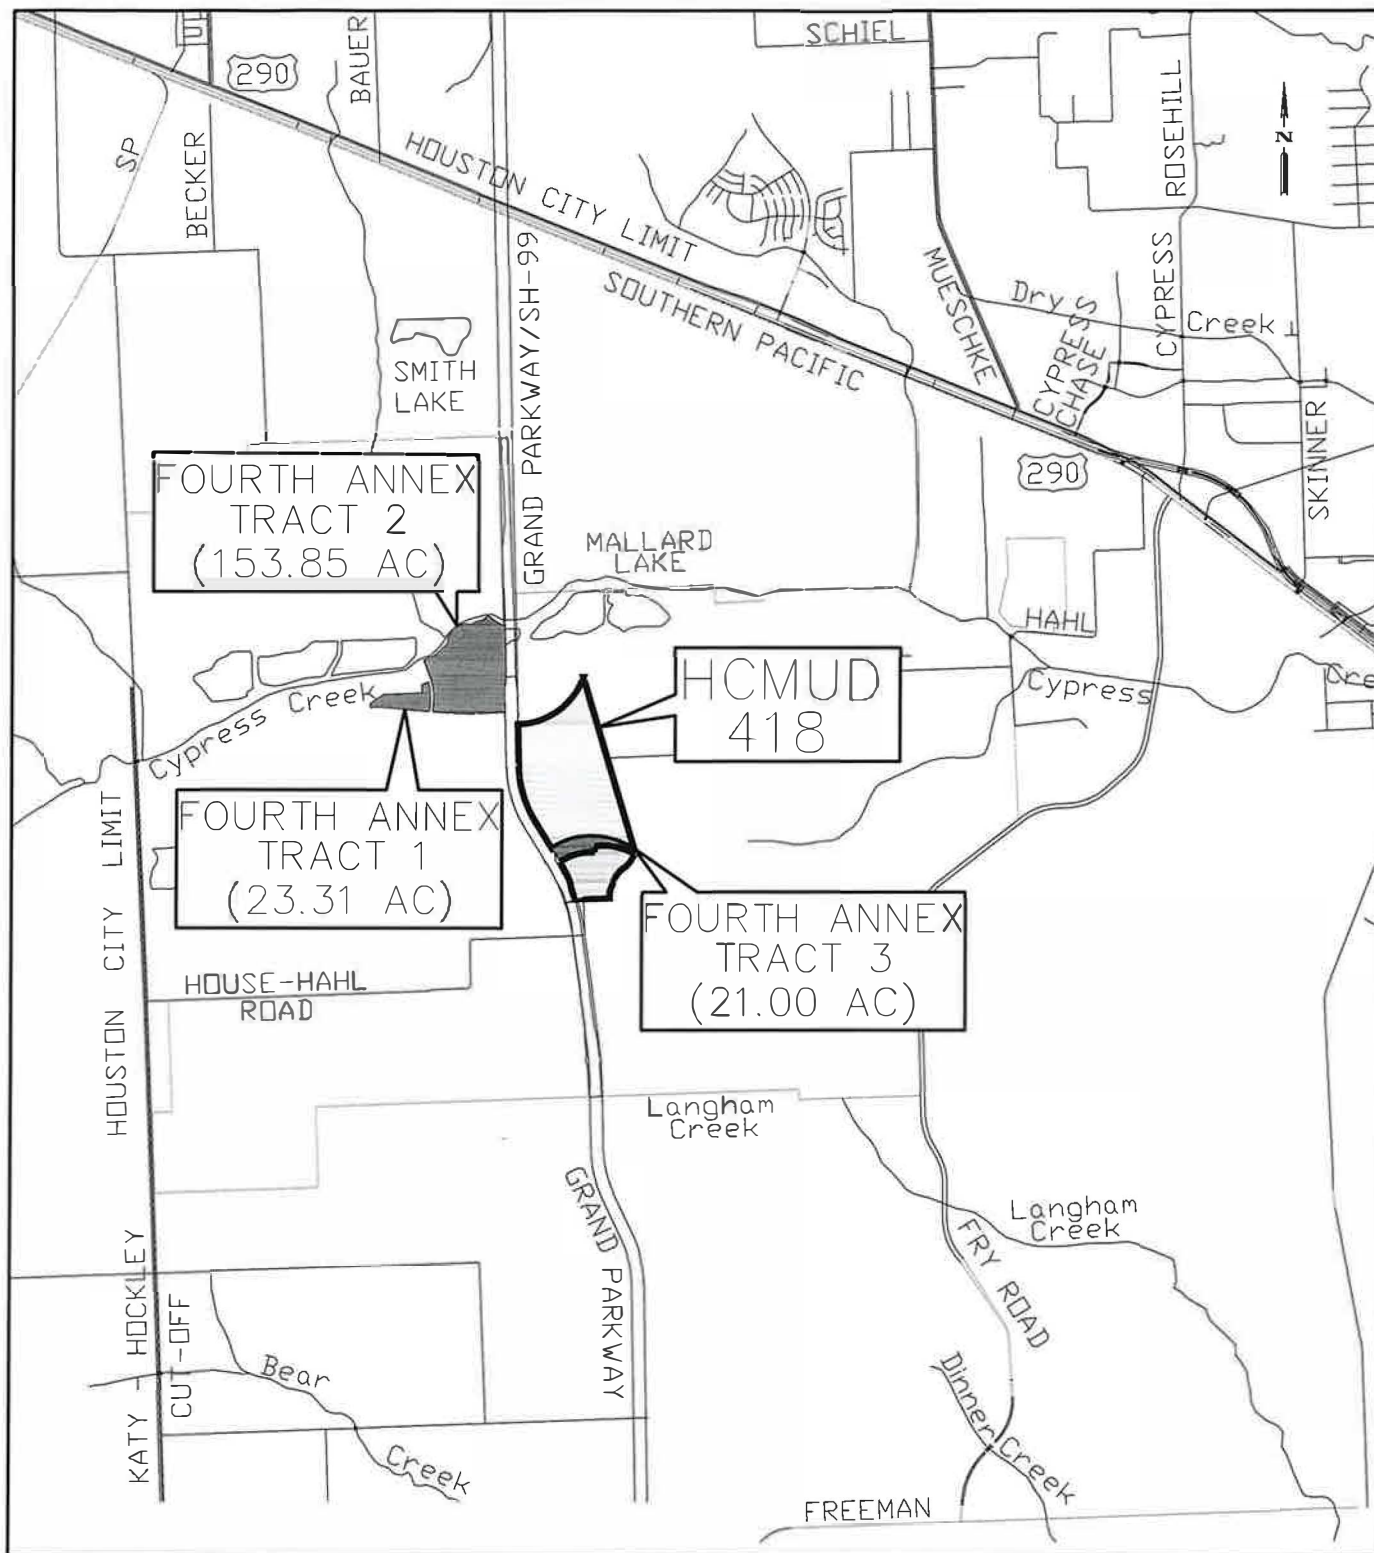 SCHIEL
290
BAUER
SP
BECKER
HOUSTON CITY LIMIT
SOUTHERN PACIFIC
GRAND PARKWAY/SH-99
ROSEHILL
CYPRESS
N
MUESCHKE
Dry
Creek
CYPRESS
CHASE
SKINNER
SMITH
LAKE
290
FOURTH ANNEX
TRACT 2
(153.85 AC)
MALLARD
LAKE
HAHL
Cypress
Cre
Cypress Creek
HCMUD
418
FOURTH ANNEX
TRACT 1
(23.31 AC)
FOURTH ANNEX
TRACT 3
(21.00 AC)
HOUSTON CITY LIMIT
HOUSE-HAHL
ROAD
Langham
Creek
GRAND PARKWAY
Langham
Creek
FRY ROAD
KATY - HOCKLEY
CUT-OFF
Bear
Creek
Dinner Creek
FREEMAN